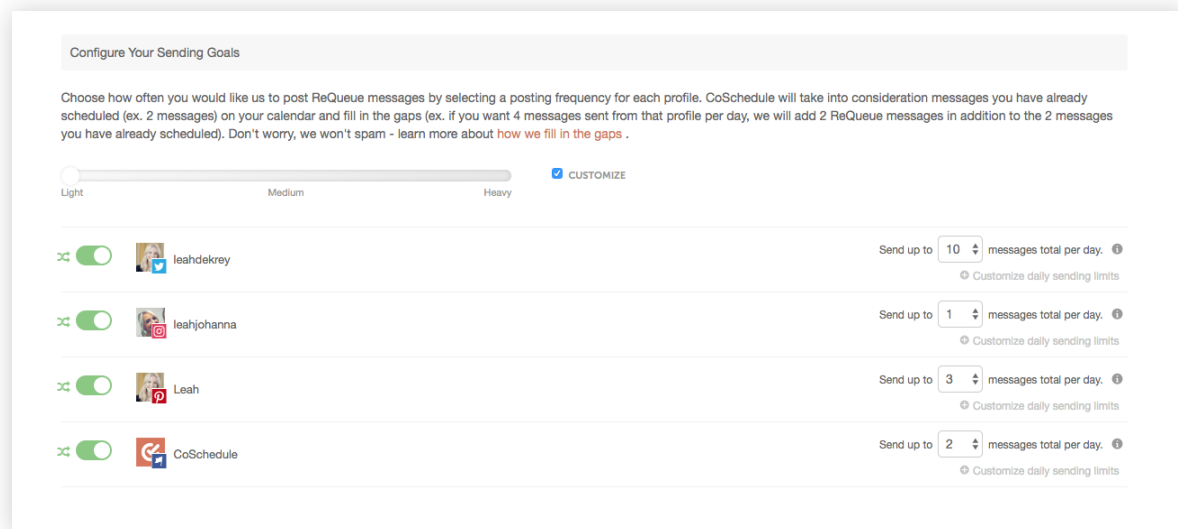 Configure Your Sending Goals
Choose how often you would like us to post ReQueue messages by selecting a posting frequency for each profile. CoSchedule will take into consideration messages you have already
scheduled (ex. 2 messages) on your calendar and fill in the gaps (ex. if you want 4 messages sent from that profile per day, we will add 2 ReQueue messages in addition to the 2 messages
you have already scheduled). Don't worry, we won't spam - learn more about how we fill in the gaps .
CUSTOMIZE
Light Medium Heavy
leahdekrey Send up to 10 messages total per day.
Customize daily sending limits
leahjohanna Send up to 1 messages total per day.
Customize daily sending limits
Leah Send up to 3 messages total per day.
Customize daily sending limits
CoSchedule Send up to 2 messages total per day.
Customize daily sending limits